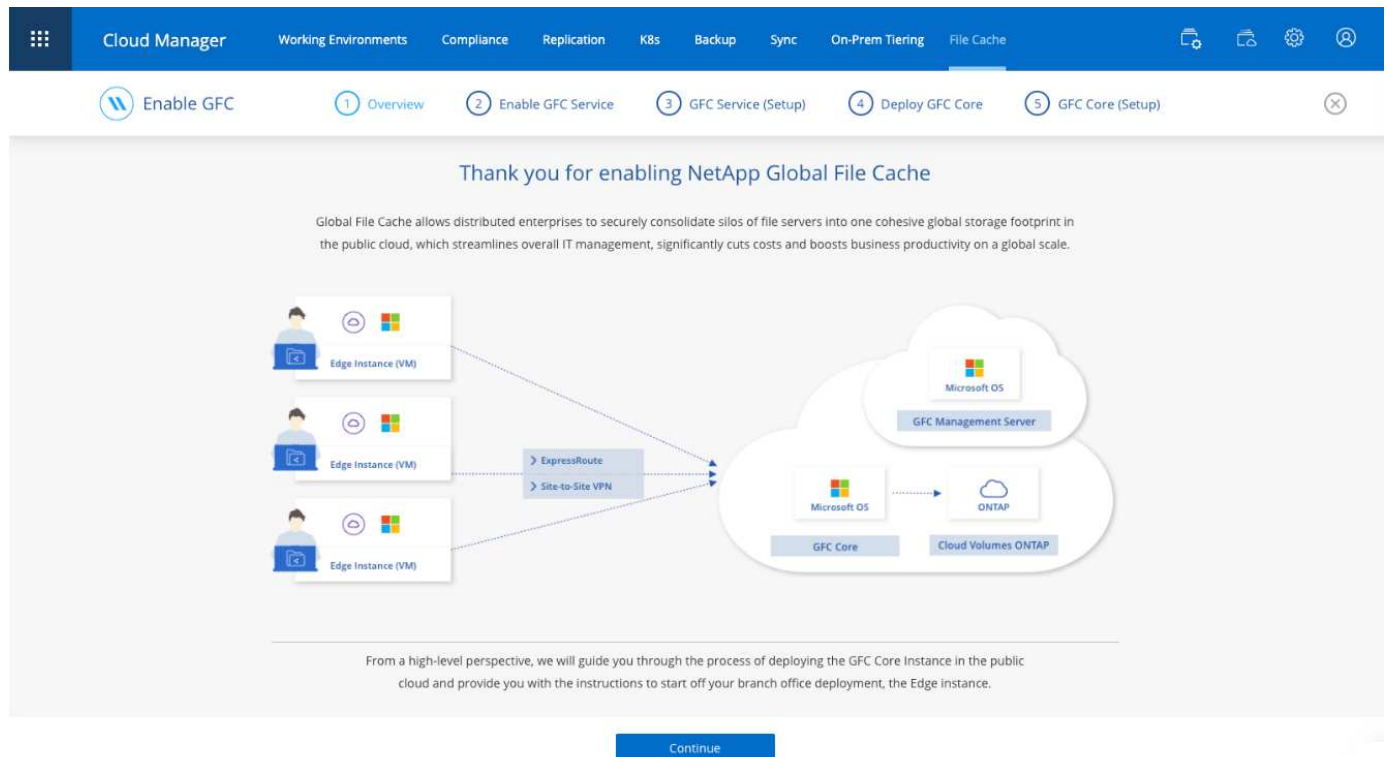 Cloud Manager
Working Environments
Compliance
Replication
K8s
Backup
Sync
On-Prem Tiering
File Cache
Enable GFC
1 Overview
2 Enable GFC Service
3 GFC Service (Setup)
4 Deploy GFC Core
5 GFC Core (Setup)
Thank you for enabling NetApp Global File Cache
Global File Cache allows distributed enterprises to securely consolidate silos of file servers into one cohesive global storage footprint in
the public cloud, which streamlines overall IT management, significantly cuts costs and boosts business productivity on a global scale.
Edge Instance (VM)
Edge Instance (VM)
Edge Instance (VM)
ExpressRoute
Site-to-Site VPN
Microsoft OS
GFC Management Server
Microsoft OS
GFC Core
ONTAP
Cloud Volumes ONTAP
From a high-level perspective, we will guide you through the process of deploying the GFC Core Instance in the public
cloud and provide you with the instructions to start off your branch office deployment, the Edge instance.
Continue